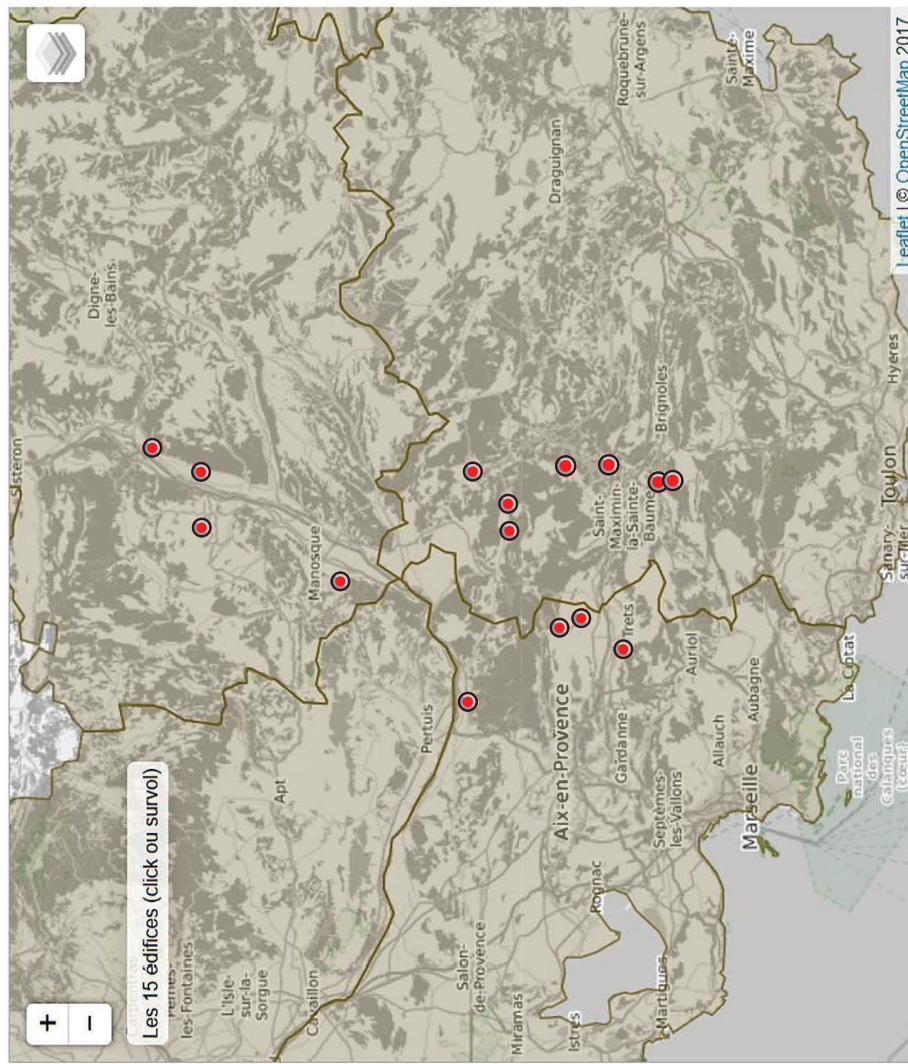 Sisteron
+
−
Digne-
les-Bains
Les 15 édifices (click ou survol)
les-Fontaines
L'Isle-
sur-la-
Sorgue
Apt
Cavaillon
Manosque
Pertuis
Salon-
de-Provence
Miramas
Aix-en-Provence
Draguignan
Istres
Rognac
Gardanne
Trets
Saint-
Maximin-
la-Sainte-
Baume
Roquebrune-
sur-Argens
Martigues
Septèmes-
les-Vallons
Auriol
Brignoles
Allauch
Sainte-
Maxime
Marseille
Aubagne
La Ciotat
Parc
national
des
Calanques
(cœur)
Toulon
Hyères
Sanary-
sur-Mer
Leaflet | © OpenStreetMap 2017